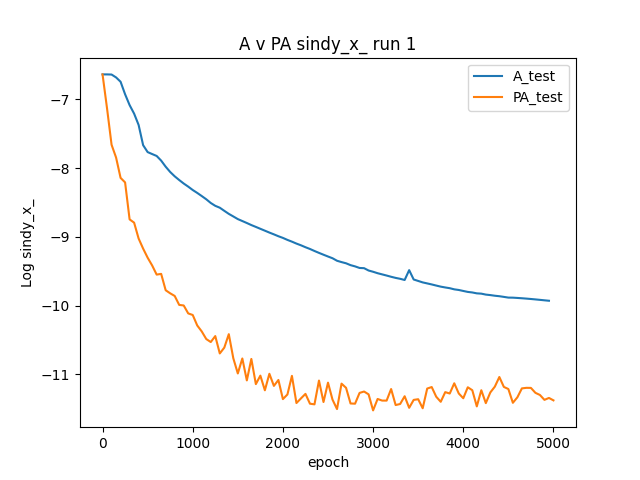 A v PA sindy_x_ run 1
A_test
PA_test
Log sindy_x_
−7
−8
−9
−10
−11
0
1000
2000
3000
4000
5000
epoch